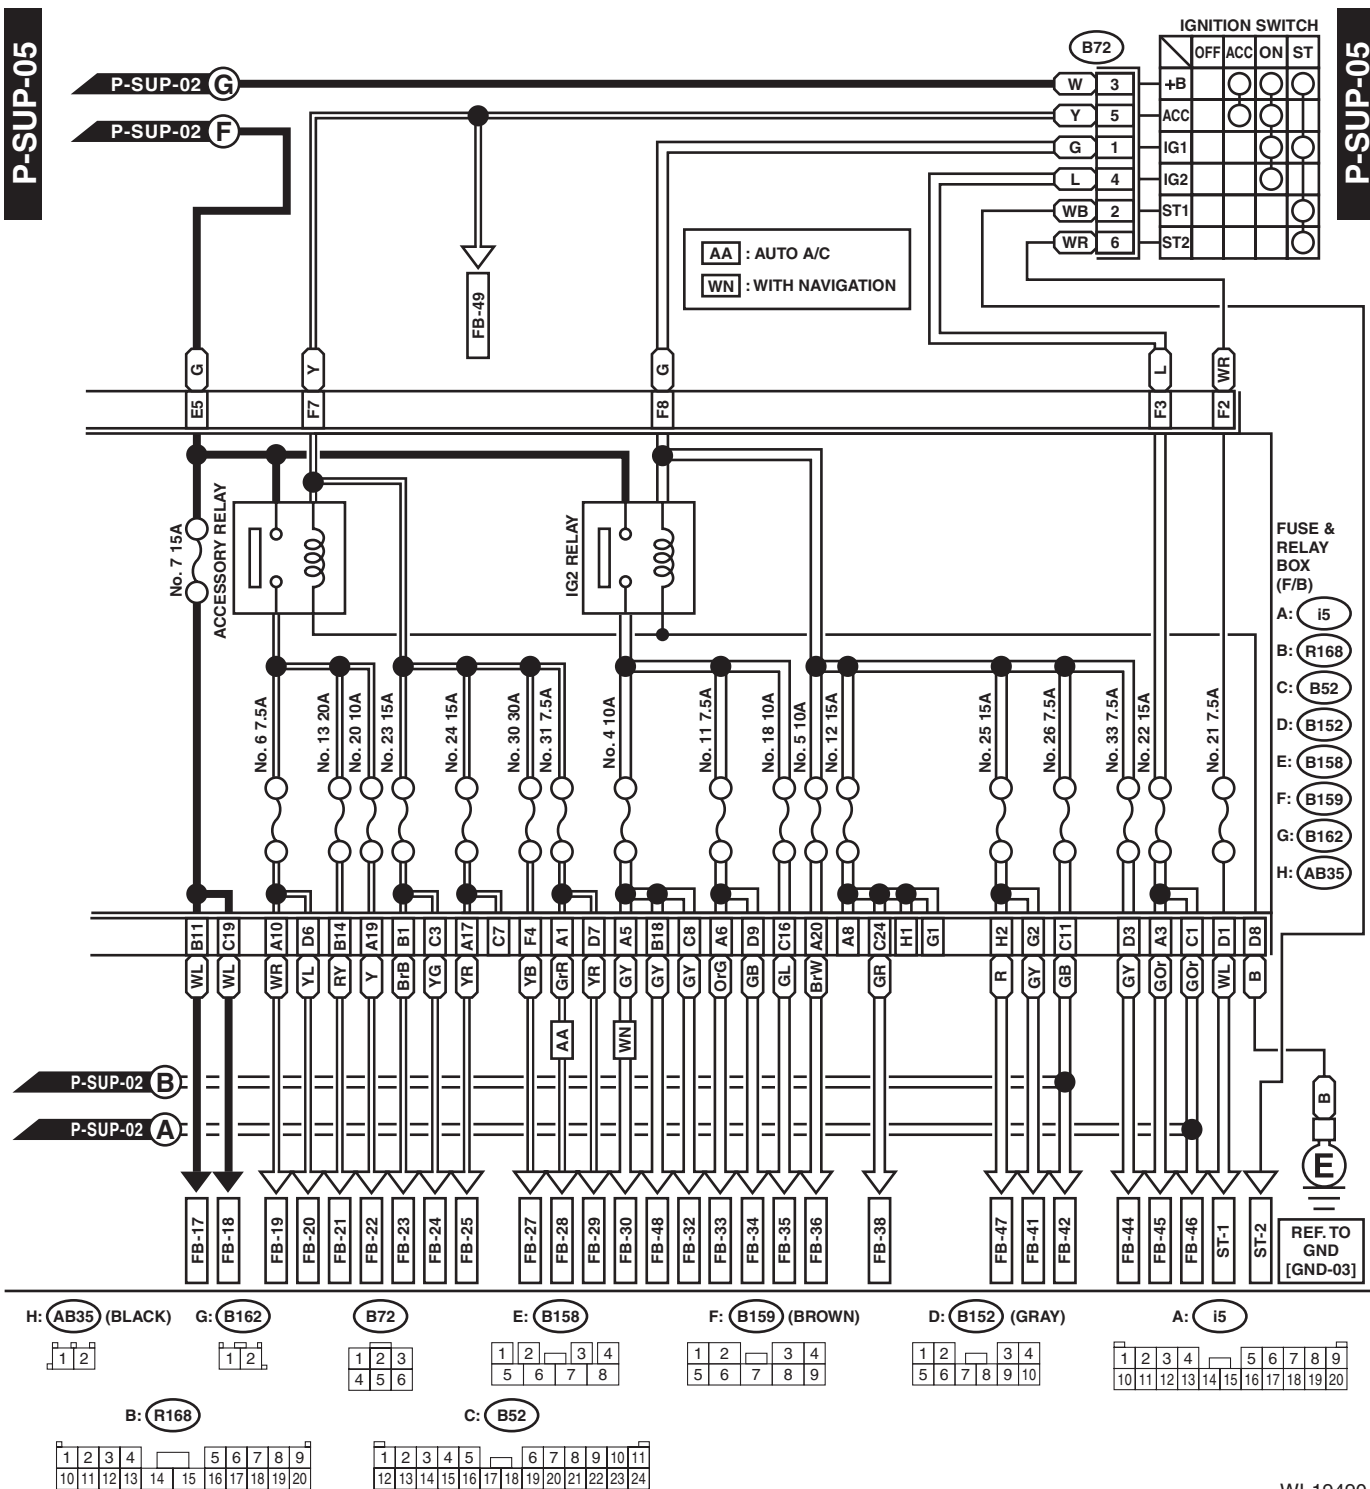 P-SUP-05
P-SUP-05
IGNITION SWITCH
B72
OFF ACC ON ST
P-SUP-02 G
W 3 +B
P-SUP-02 F
Y 5 ACC
G 1 IG1
L 4 IG2
WB 2 ST1
WR 6 ST2
AA : AUTO A/C
WN : WITH NAVIGATION
FB-49
G Y G L WR
E5 F7 F8 F3 F2
No. 7 15A
ACCESSORY RELAY
IG2 RELAY
FUSE &
RELAY
BOX
(F/B)
A: i5
B: R168
C: B52
D: B152
E: B158
F: B159
G: B162
H: AB35
No. 6 7.5A
No. 13 20A
No. 20 10A
No. 23 15A
No. 24 15A
No. 30 30A
No. 31 7.5A
No. 4 10A
No. 11 7.5A
No. 18 10A
No. 5 10A
No. 12 15A
No. 25 15A
No. 26 7.5A
No. 33 7.5A
No. 22 15A
No. 21 7.5A
B11 C19 A10 D6 B14 A19 B1 C3 A17 C7 F4 A1 D7 A5 B18 C8 A6 D9 C16 A20 A8 C24 H1 G1 H2 G2 C11 D3 A3 C1 D1 D8
WL WL WR YL RY Y BrB YG YR YB GrR YR GY GY GY OrG GB GL BrW GR R GY GB GY GOr GOr WL B
AA WN
P-SUP-02 B
B
P-SUP-02 A
E
FB-17 FB-18 FB-19 FB-20 FB-21 FB-22 FB-23 FB-24 FB-25 FB-27 FB-28 FB-29 FB-30 FB-48 FB-32 FB-33 FB-34 FB-35 FB-36 FB-38 FB-47 FB-41 FB-42 FB-44 FB-45 FB-46 ST-1 ST-2
REF. TO
GND
[GND-03]
H: AB35 (BLACK) G: B162 B72 E: B158 F: B159 (BROWN) D: B152 (GRAY) A: i5
1 2
1 2
1 2 3
4 5 6
1 2 3 4
5 6 7 8
1 2 3 4
5 6 7 8 9
1 2 3 4
5 6 7 8 9 10
1 2 3 4 5 6 7 8 9
10 11 12 13 14 15 16 17 18 19 20
B: R168 C: B52
1 2 3 4 5 6 7 8 9
10 11 12 13 14 15 16 17 18 19 20
1 2 3 4 5 6 7 8 9 10 11
12 13 14 15 16 17 18 19 20 21 22 23 24